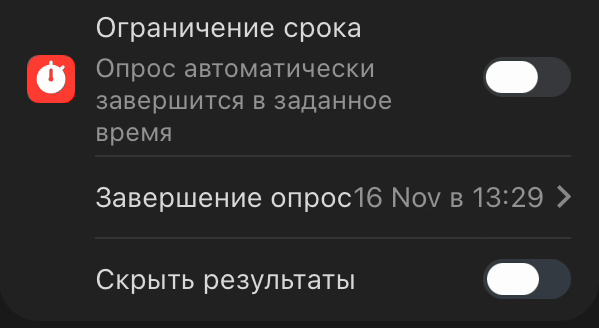 Ограничение срока
Опрос автоматически
завершится в заданное
время
Завершение опрос16 Nov в 13:29
Скрыть результаты